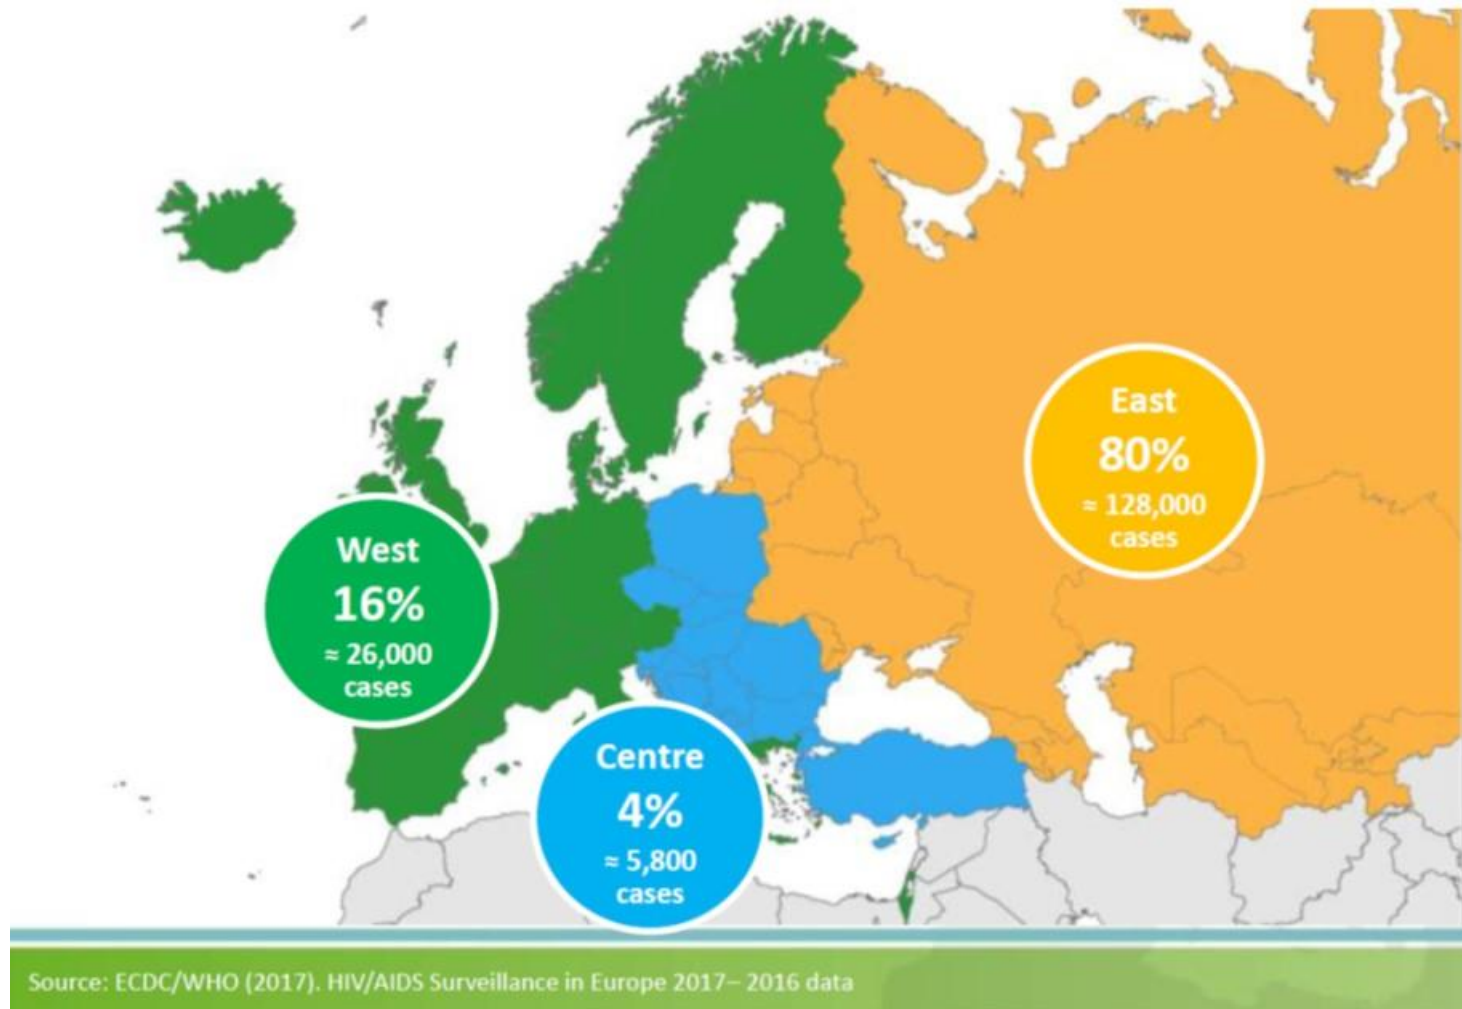 East
80%
≈ 128,000
cases
West
16%
≈ 26,000
cases
Centre
4%
≈ 5,800
cases
Source: ECDC/WHO (2017). HIV/AIDS Surveillance in Europe 2017– 2016 data